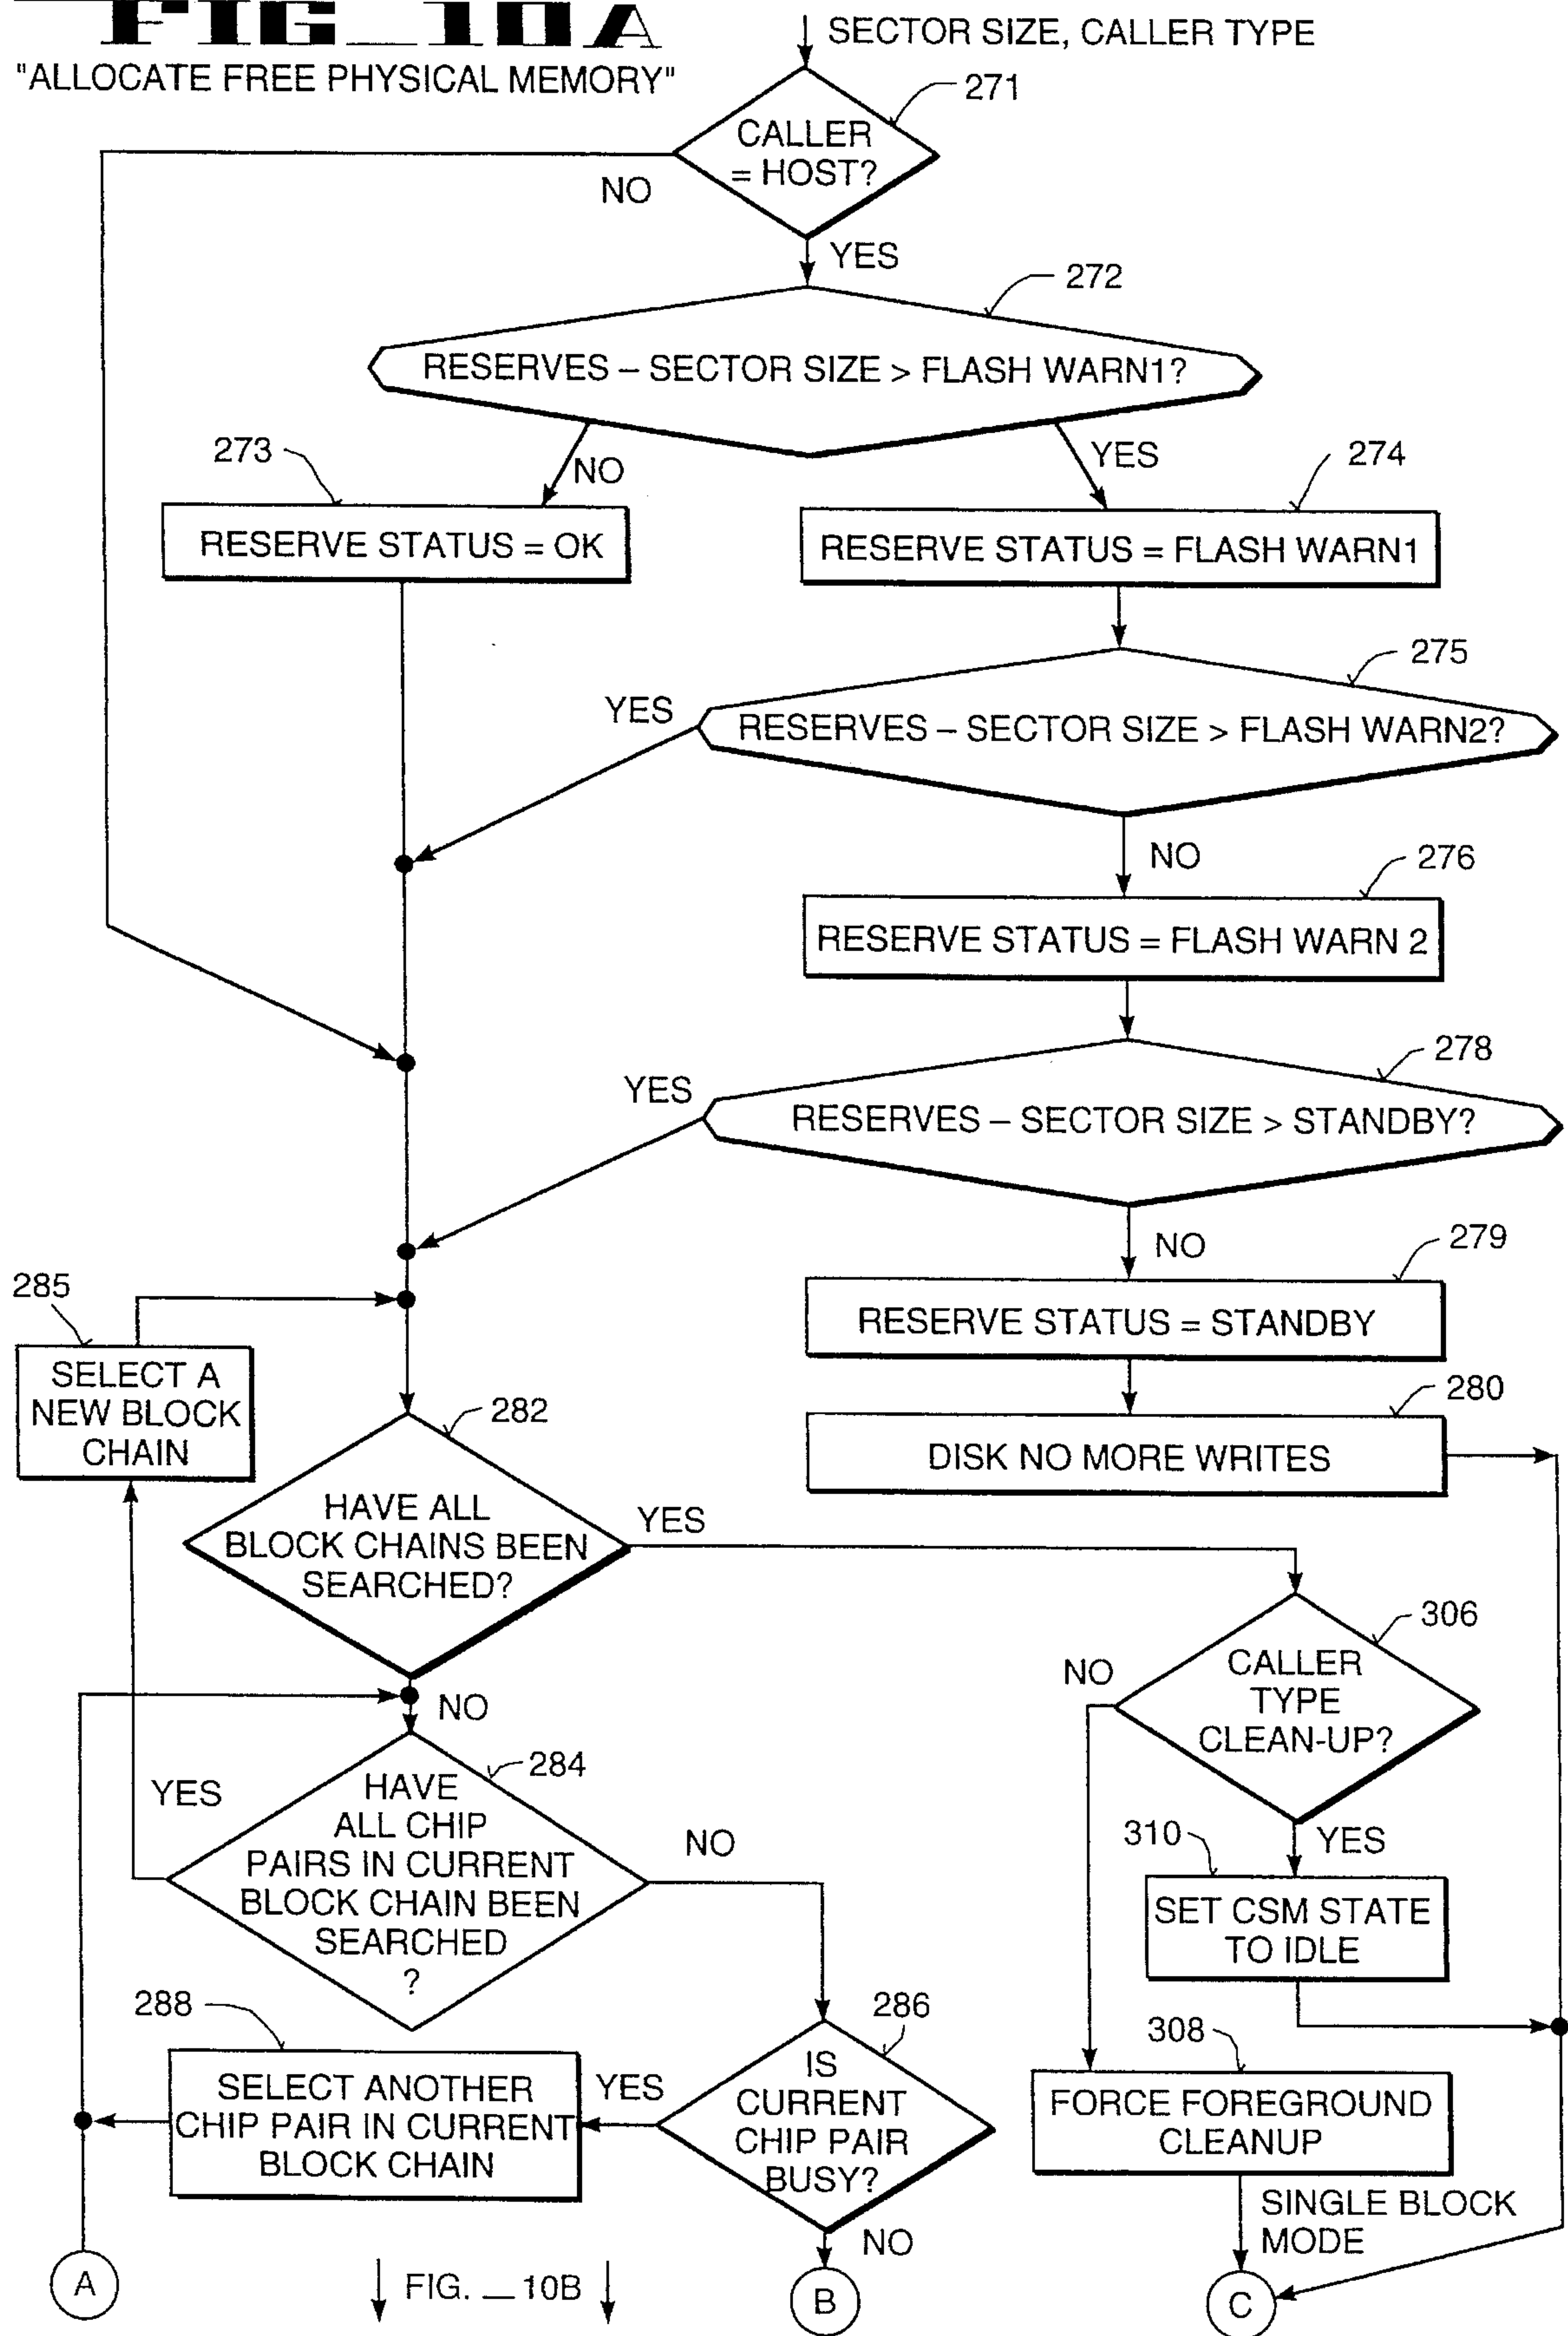 FIG_10A
"ALLOCATE FREE PHYSICAL MEMORY"
SECTOR SIZE, CALLER TYPE
271
CALLER
= HOST?
NO
YES
272
RESERVES – SECTOR SIZE > FLASH WARN1?
273
NO
YES
274
RESERVE STATUS = OK
RESERVE STATUS = FLASH WARN1
275
YES
RESERVES – SECTOR SIZE > FLASH WARN2?
NO
276
RESERVE STATUS = FLASH WARN 2
278
YES
RESERVES – SECTOR SIZE > STANDBY?
NO
279
285
RESERVE STATUS = STANDBY
SELECT A
NEW BLOCK
CHAIN
280
282
DISK NO MORE WRITES
HAVE ALL
BLOCK CHAINS BEEN
SEARCHED?
YES
306
NO
CALLER
TYPE
CLEAN-UP?
NO
284
YES
HAVE
ALL CHIP
PAIRS IN CURRENT
BLOCK CHAIN BEEN
SEARCHED
?
NO
310
YES
SET CSM STATE
TO IDLE
288
286
308
SELECT ANOTHER
CHIP PAIR IN CURRENT
BLOCK CHAIN
YES
IS
CURRENT
CHIP PAIR
BUSY?
FORCE FOREGROUND
CLEANUP
NO
SINGLE BLOCK
MODE
A
FIG. _ 10B
B
C